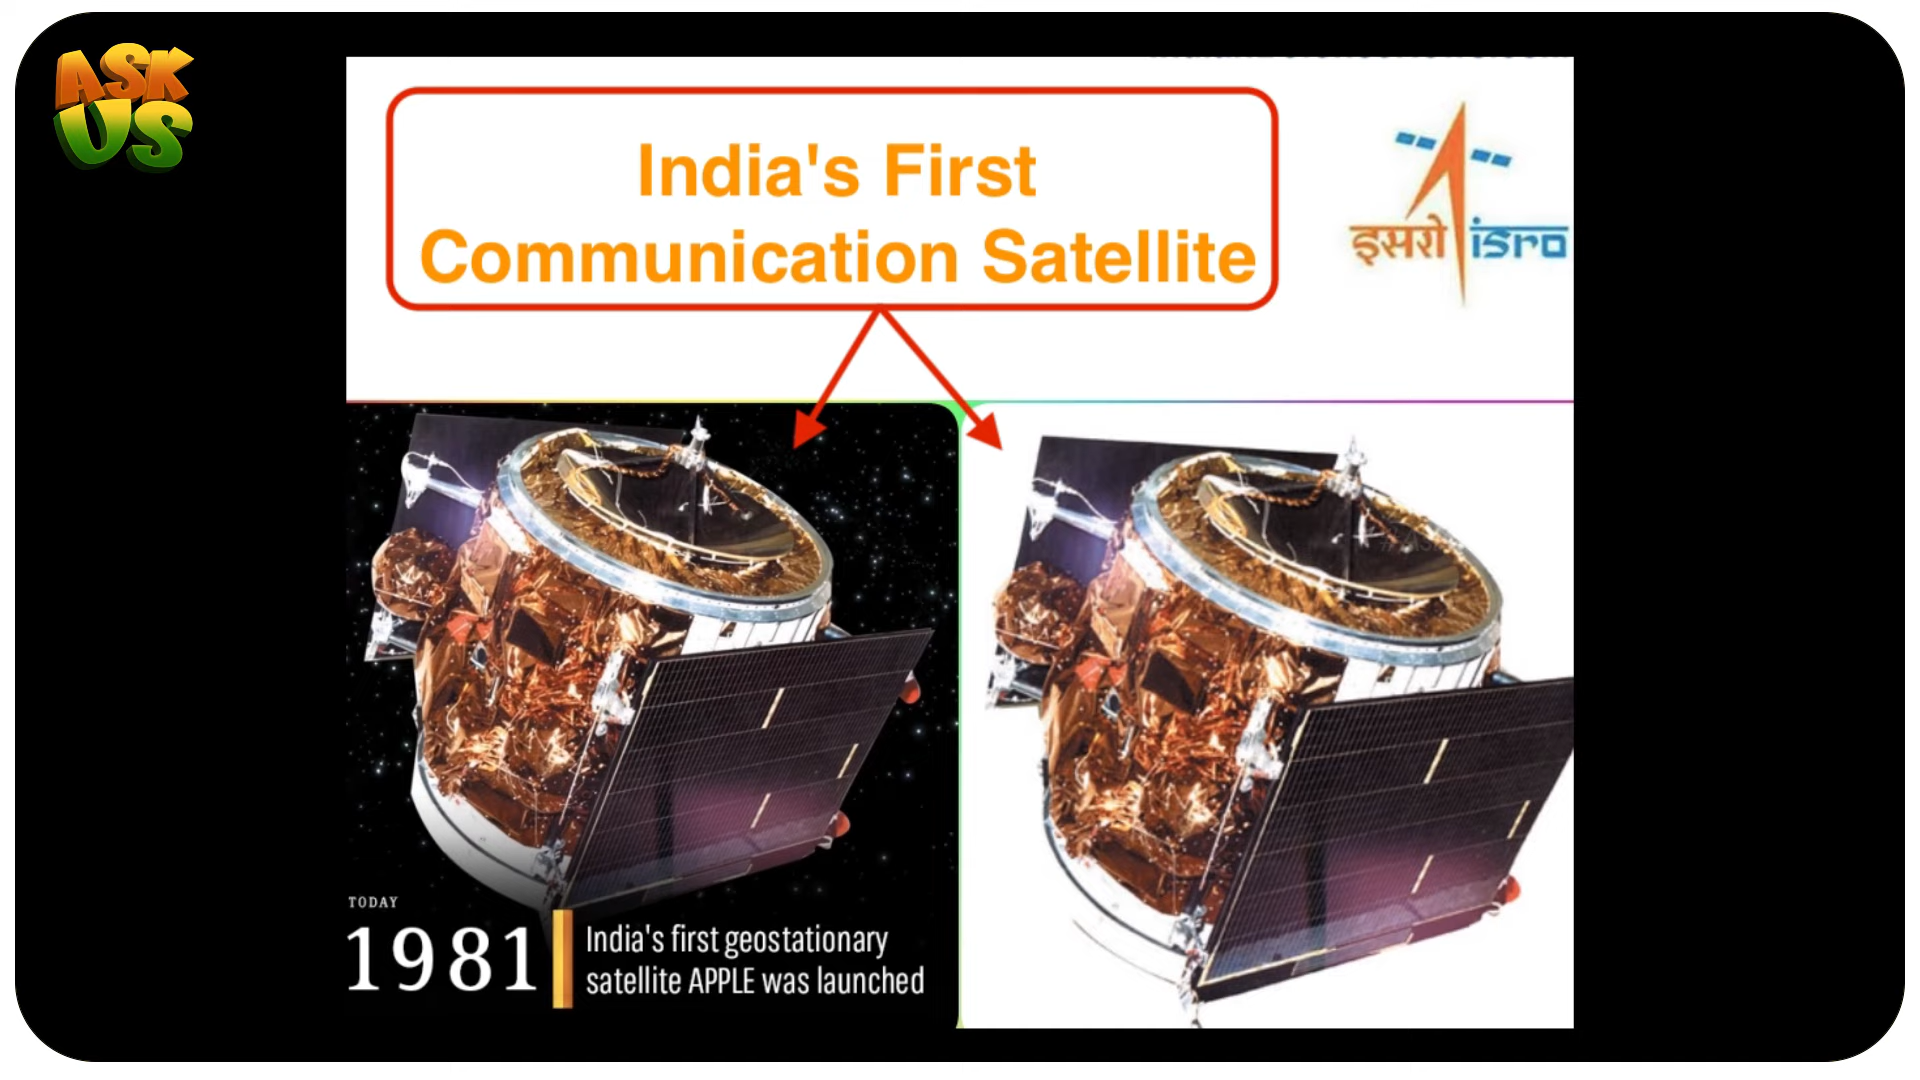 ASK
US
India's First
Communication Satellite
इसरो isro
TODAY
1981
India's first geostationary
satellite APPLE was launched